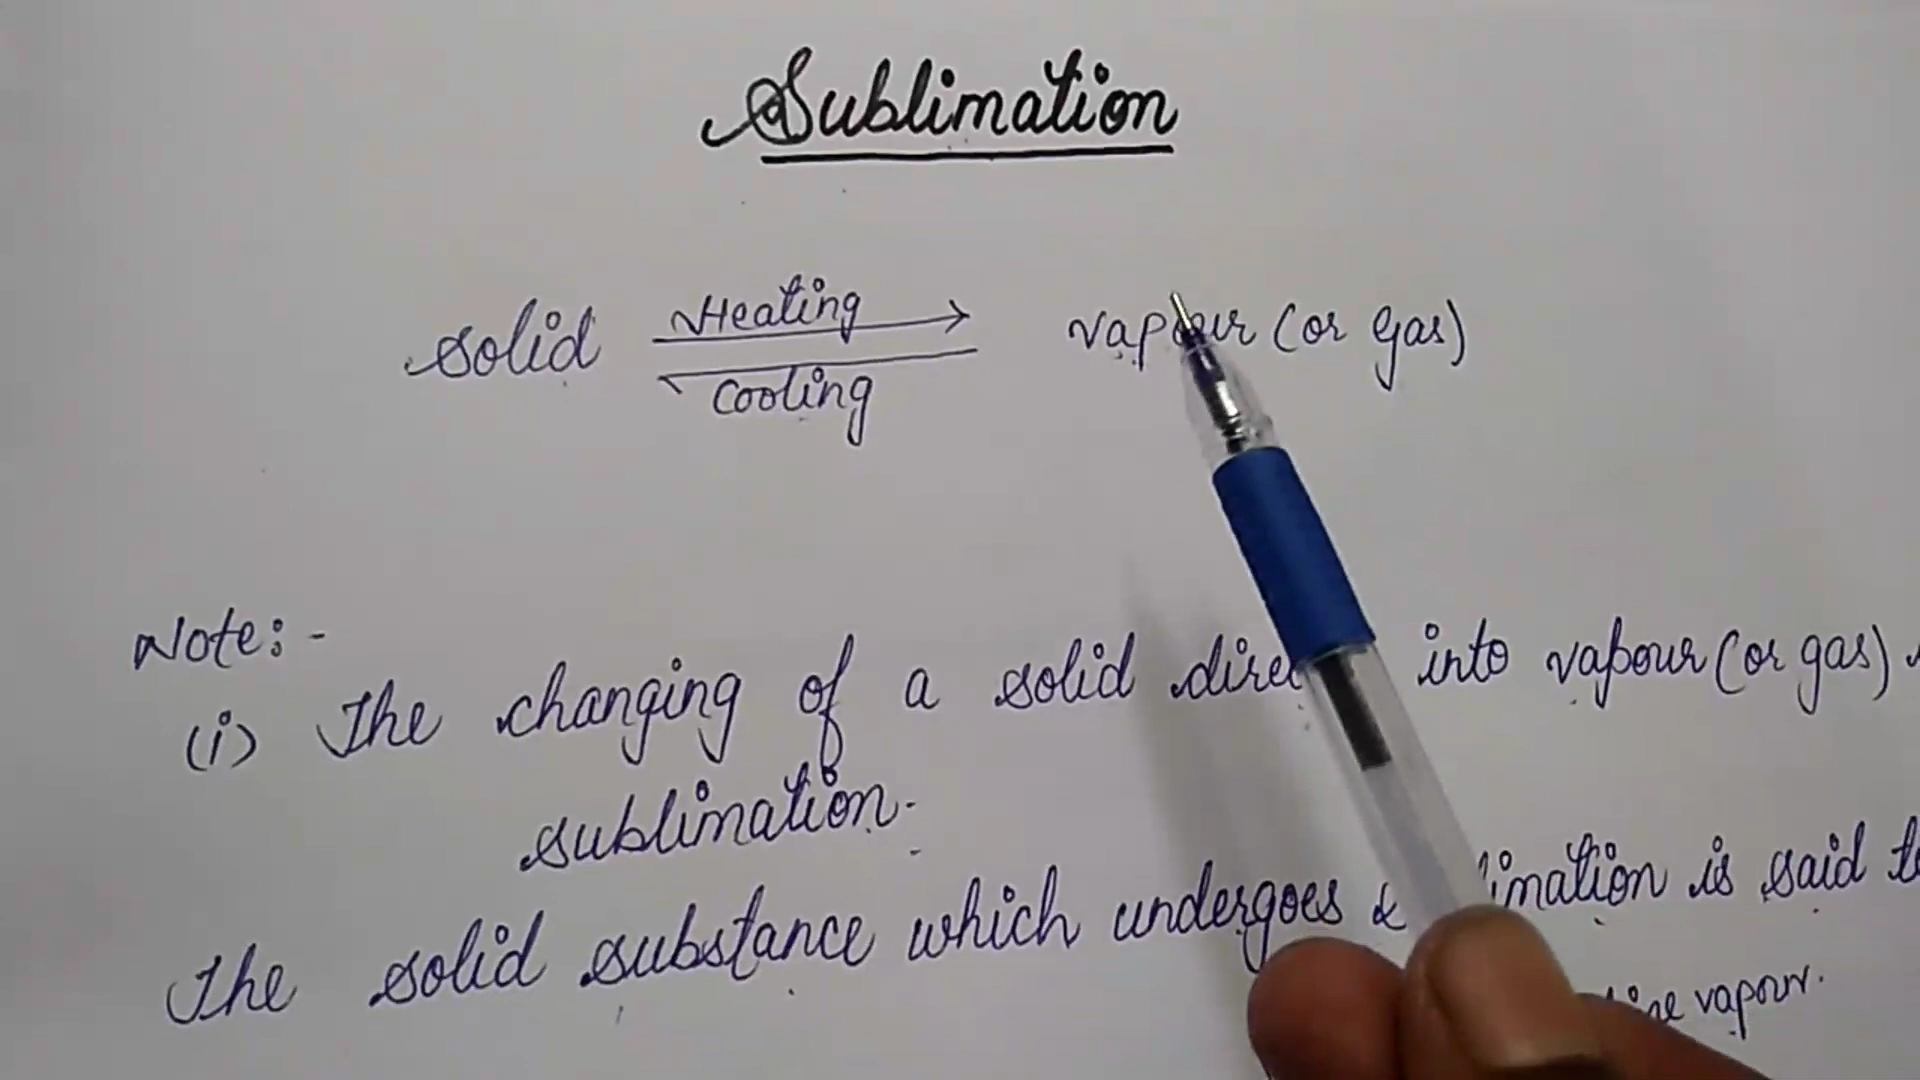 Sublimation
Heating
solid vapour (or gas)
cooling
Note:-
(i) The changing of a solid into vapour (or gas)
sublimation.
The solid substance which undergoes is said
vapour.